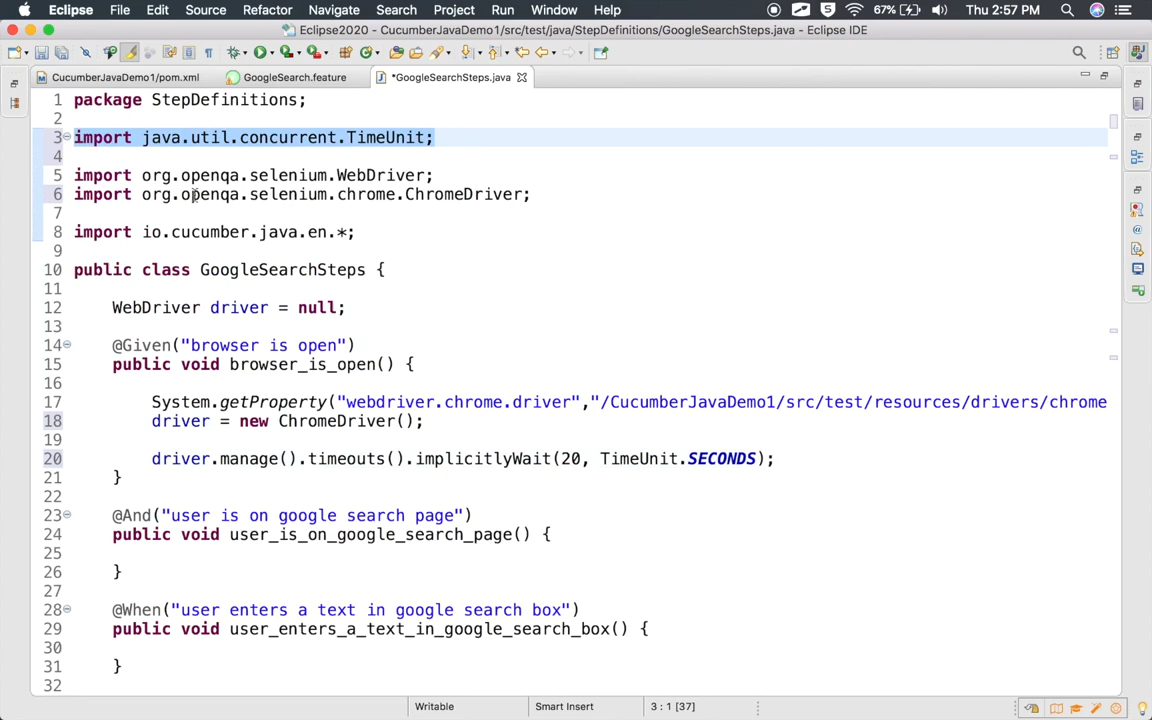 Eclipse File Edit Source Refactor Navigate Search Project Run Window Help 67% Thu 2:57 PM
Eclipse2020 - CucumberJavaDemo1/src/test/java/StepDefinitions/GoogleSearchSteps.java - Eclipse IDE
CucumberJavaDemo1/pom.xml GoogleSearch.feature *GoogleSearchSteps.java
1 package StepDefinitions;
2
3 import java.util.concurrent.TimeUnit;
4
5 import org.openqa.selenium.WebDriver;
6 import org.openqa.selenium.chrome.ChromeDriver;
7
8 import io.cucumber.java.en.*;
9
10 public class GoogleSearchSteps {
11
12 WebDriver driver = null;
13
14 @Given("browser is open")
15 public void browser_is_open() {
16
17 System.getProperty("webdriver.chrome.driver","/CucumberJavaDemo1/src/test/resources/drivers/chrome
18 driver = new ChromeDriver();
19
20 driver.manage().timeouts().implicitlyWait(20, TimeUnit.SECONDS);
21 }
22
23 @And("user is on google search page")
24 public void user_is_on_google_search_page() {
25
26 }
27
28 @When("user enters a text in google search box")
29 public void user_enters_a_text_in_google_search_box() {
30
31 }
32
Writable Smart Insert 3 : 1 [37]